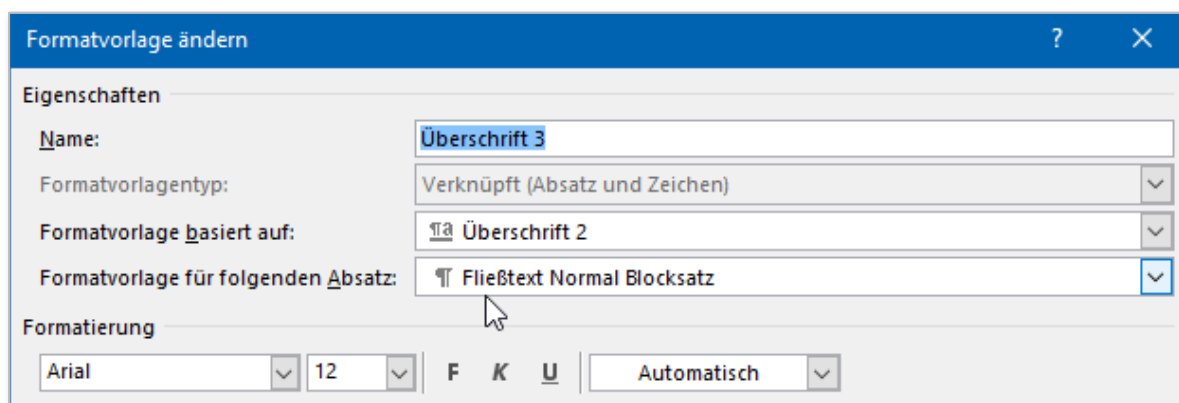 Formatvorlage ändern ?
Eigenschaften
Name: Überschrift 3
Formatvorlagentyp: Verknüpft (Absatz und Zeichen)
Formatvorlage basiert auf: ¶a Überschrift 2
Formatvorlage für folgenden Absatz: ¶ Fließtext Normal Blocksatz
Formatierung
Arial 12 F K U Automatisch